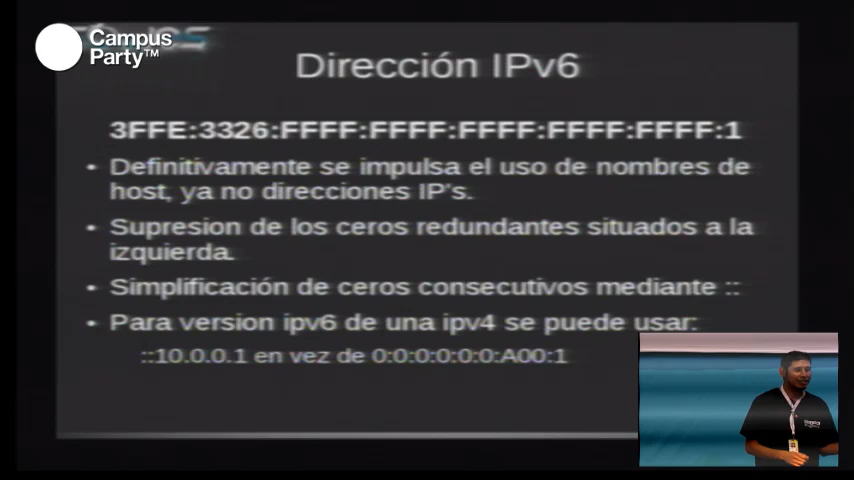 Campus
Party™
Dirección IPv6
3FFE:3326:FFFF:FFFF:FFFF:FFFF:FFFF:1
• Definitivamente se impulsa el uso de nombres de
host, ya no direcciones IP's.
• Supresion de los ceros redundantes situados a la
izquierda.
• Simplificación de ceros consecutivos mediante ::
• Para version ipv6 de una ipv4 se puede usar:
::10.0.0.1 en vez de 0:0:0:0:0:0:A00:1